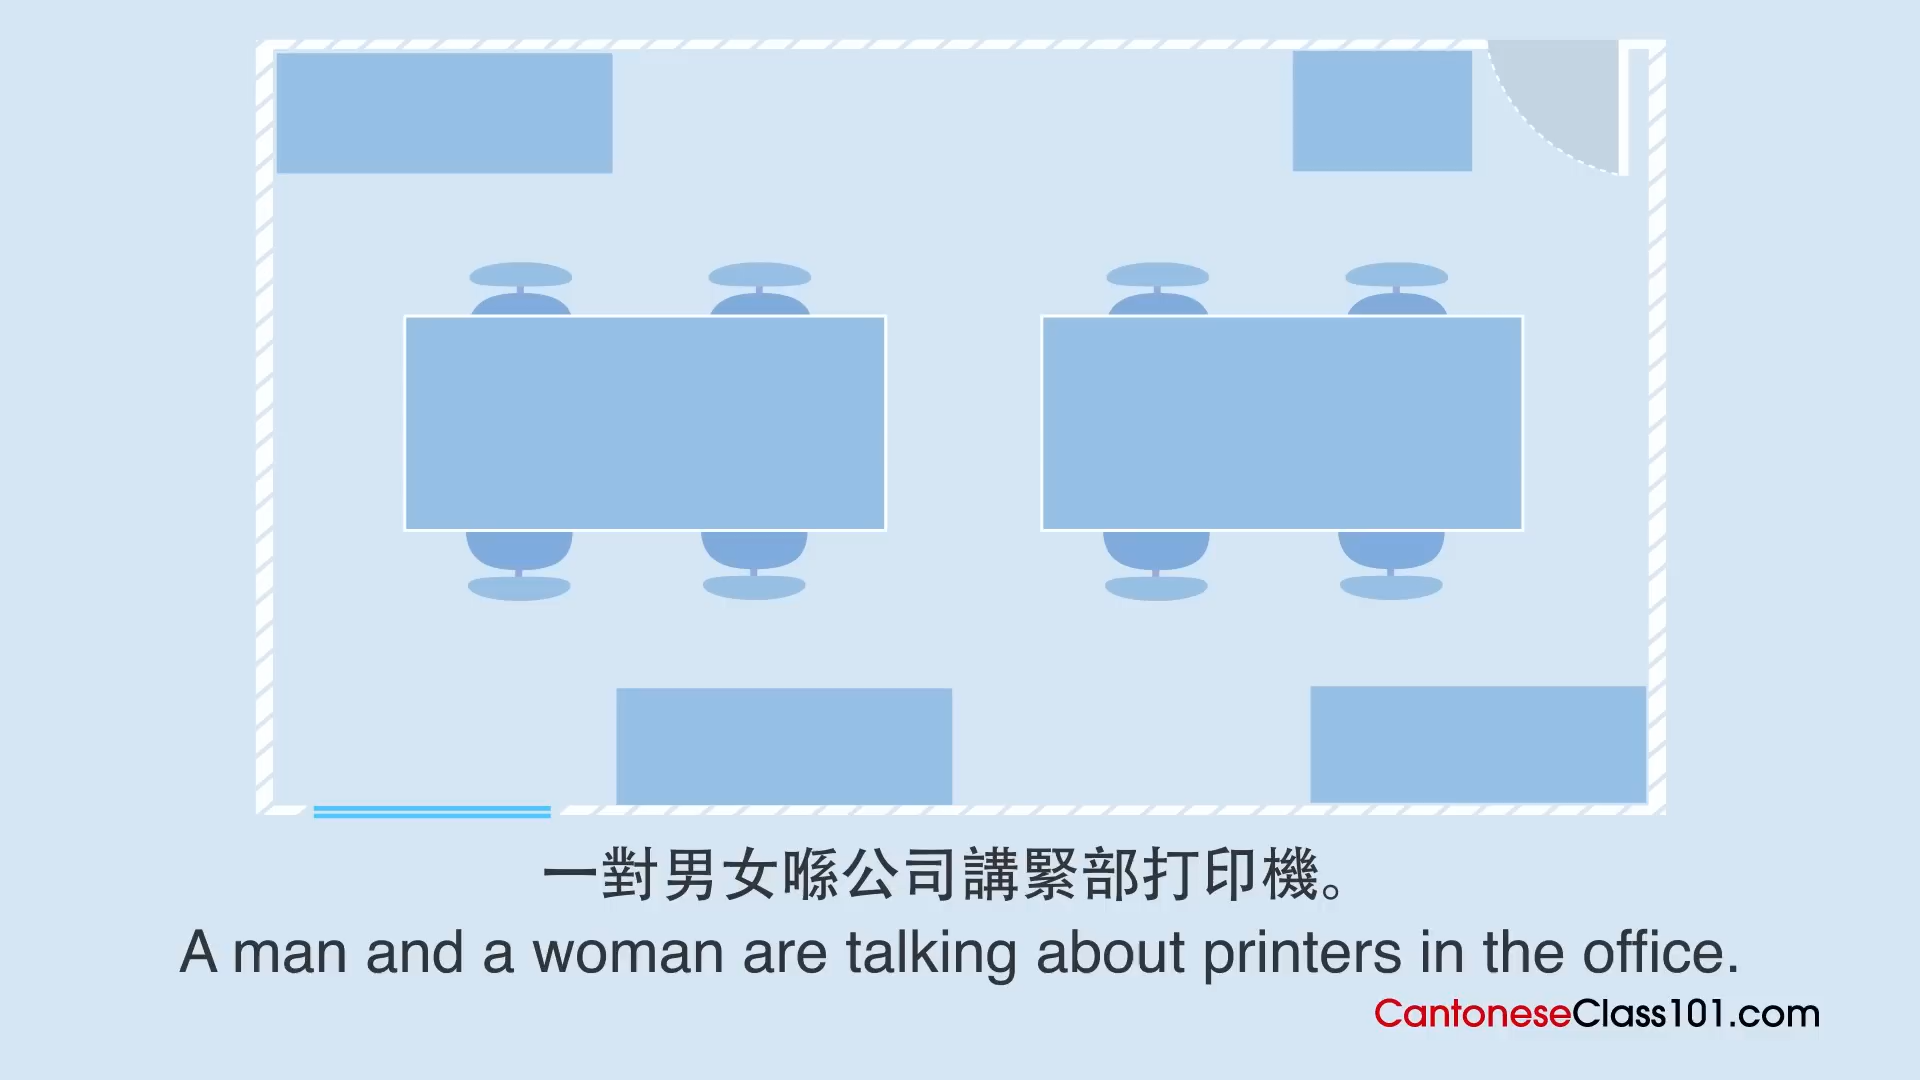 一對男女喺公司講緊部打印機。
A man and a woman are talking about printers in the office.
CantoneseClass101.com